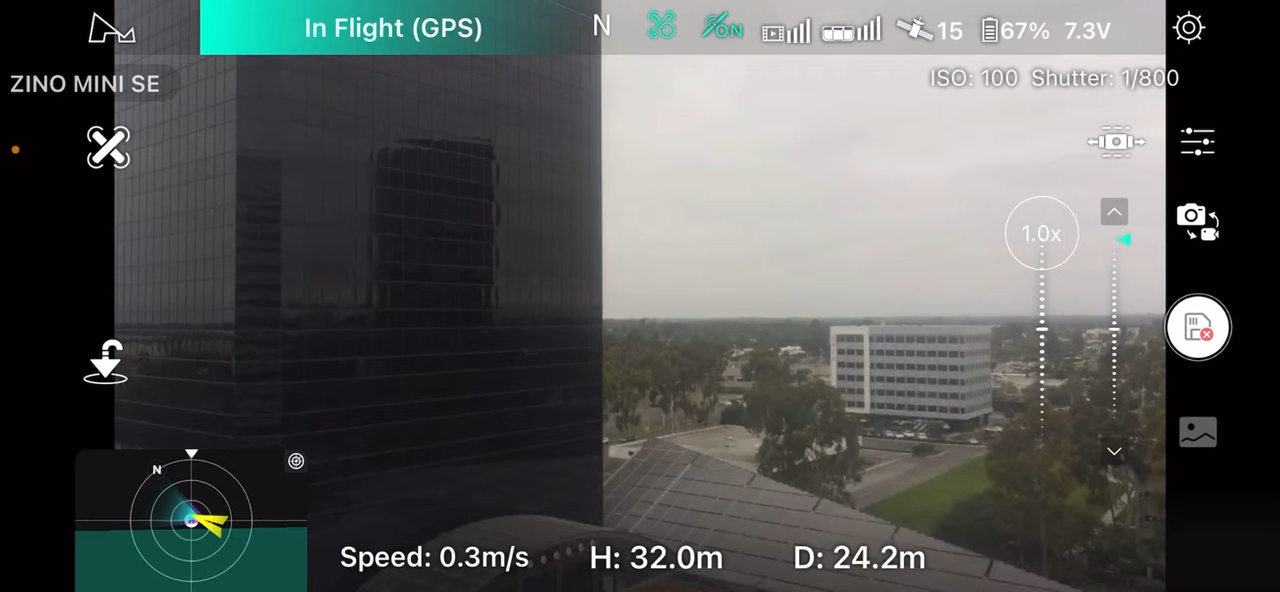 In Flight (GPS) N ON 15 67% 7.3V
ZINO MINI SE
ISO: 100 Shutter: 1/800
1.0x
N
Speed: 0.3m/s H: 32.0m D: 24.2m